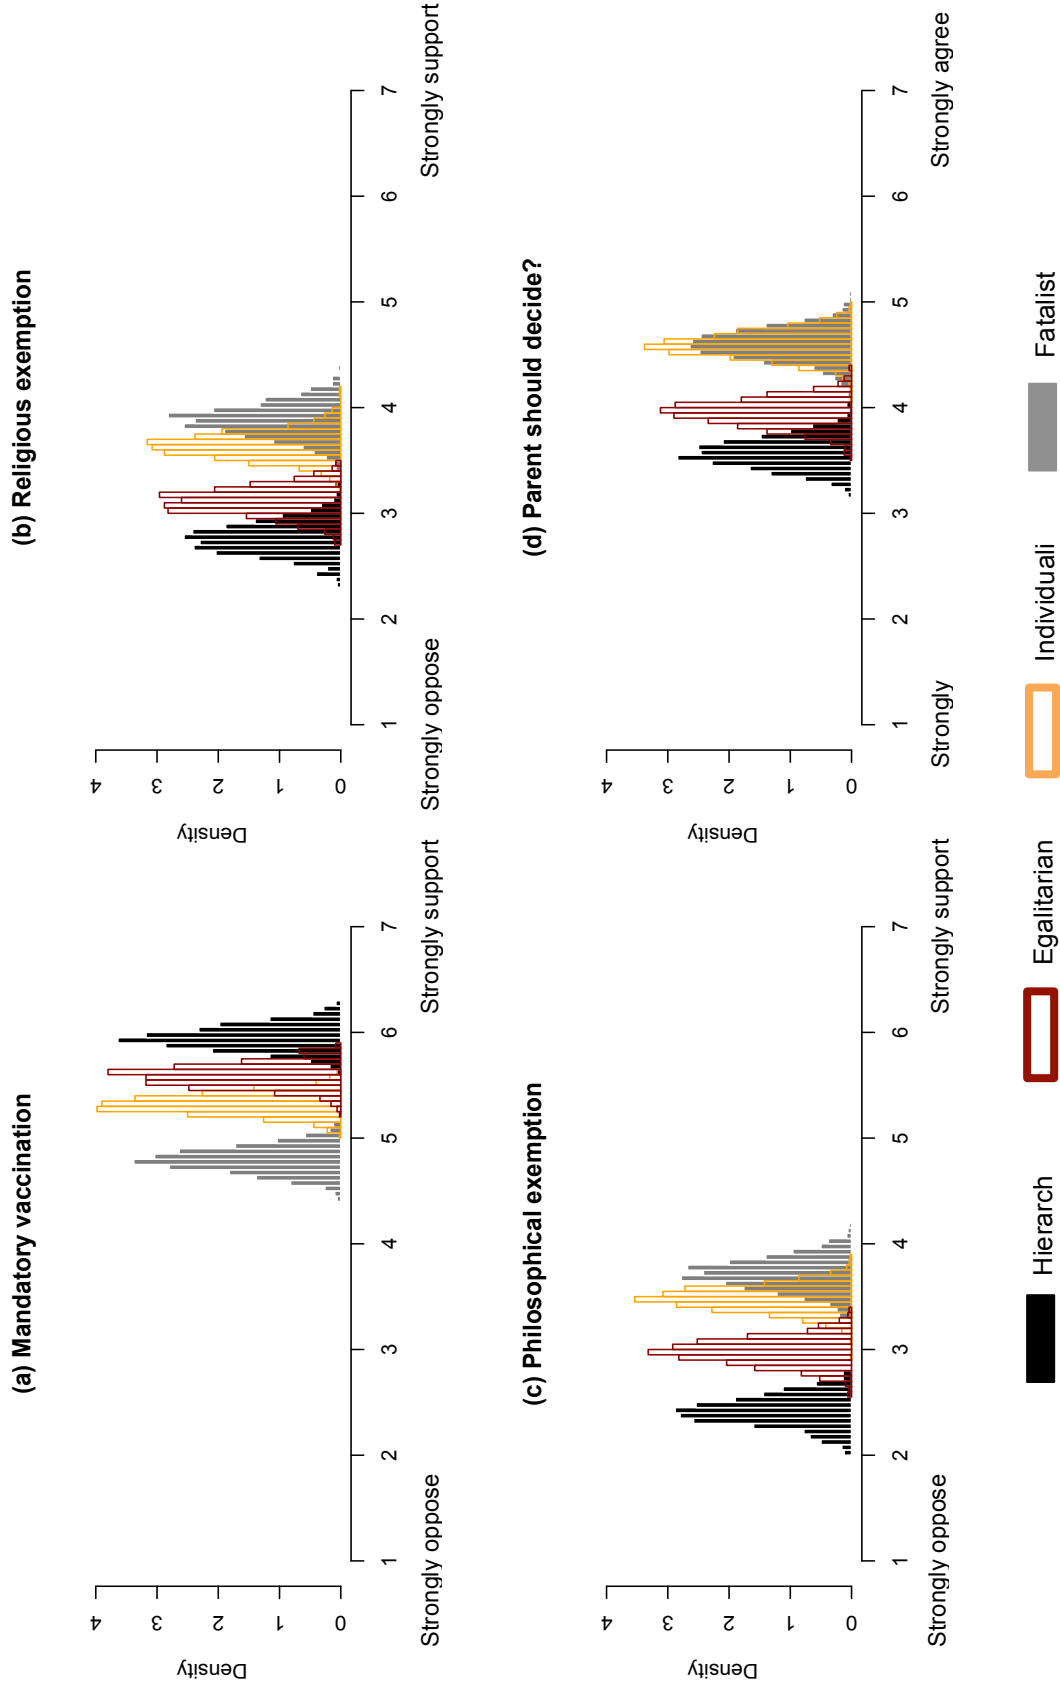 (a) Mandatory vaccination
Density
0 1 2 3 4
1 2 3 4 5 6 7
Strongly oppose Strongly support
(b) Religious exemption
Density
0 1 2 3 4
1 2 3 4 5 6 7
Strongly oppose Strongly support
(c) Philosophical exemption
Density
0 1 2 3 4
1 2 3 4 5 6 7
Strongly oppose Strongly support
(d) Parent should decide?
Density
0 1 2 3 4
1 2 3 4 5 6 7
Strongly Strongly agree
Hierarch Egalitarian Individuali Fatalist